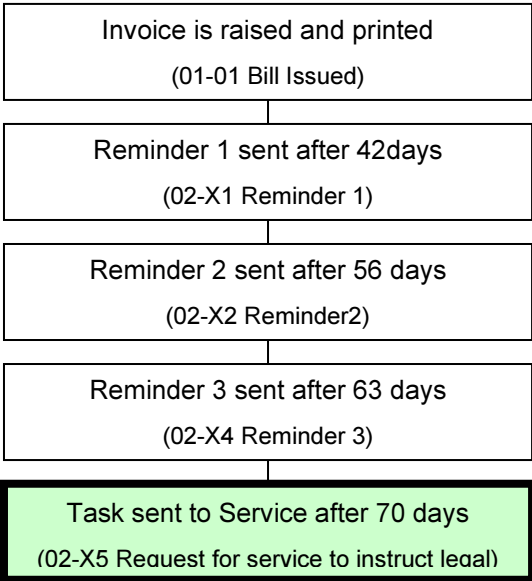 Invoice is raised and printed
(01-01 Bill Issued)
Reminder 1 sent after 42days
(02-X1 Reminder 1)
Reminder 2 sent after 56 days
(02-X2 Reminder2)
Reminder 3 sent after 63 days
(02-X4 Reminder 3)
Task sent to Service after 70 days
(02-X5 Request for service to instruct legal)